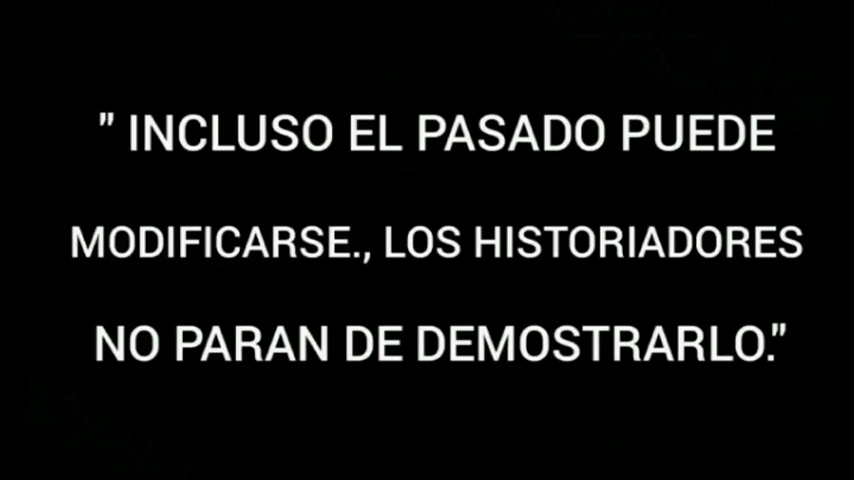 " INCLUSO EL PASADO PUEDE
MODIFICARSE., LOS HISTORIADORES
NO PARAN DE DEMOSTRARLO."